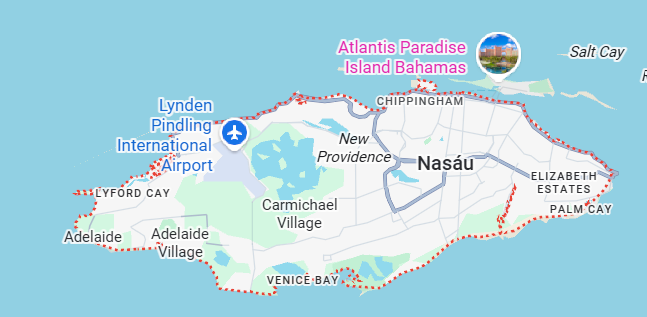 Atlantis Paradise
Island Bahamas
Salt Cay
CHIPPINGHAM
Lynden
Pindling
International
Airport
New
Providence
Nasáu
ELIZABETH
ESTATES
LYFORD CAY
Carmichael
Village
PALM CAY
Adelaide
Adelaide
Village
VENICE BAY